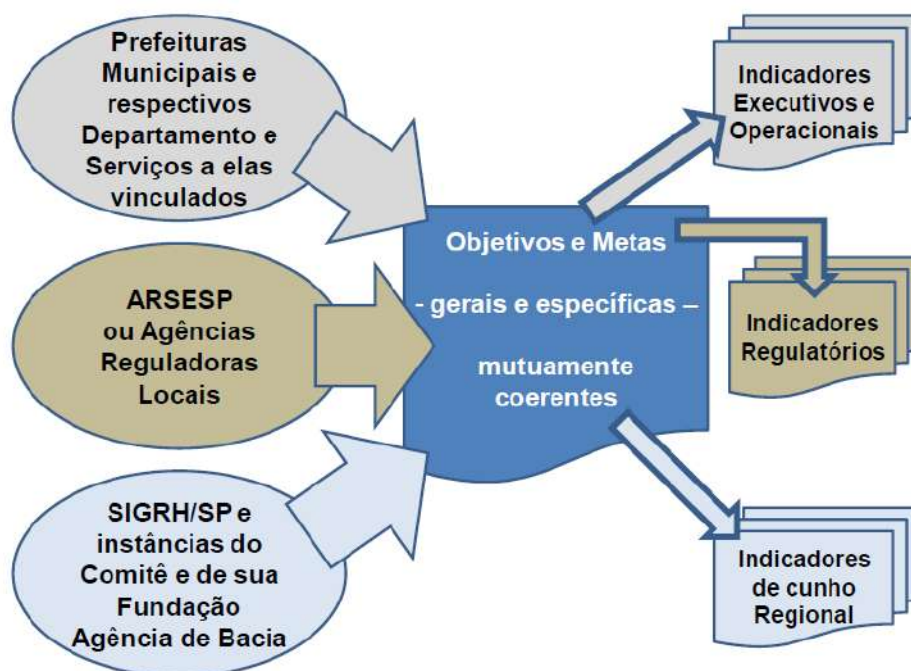 Prefeituras
Municipais e
respectivos
Departamento e
Serviços a elas
vinculados
ARSESP
ou Agências
Reguladoras
Locais
SIGRH/SP e
instâncias do
Comitê e de sua
Fundação
Agência de Bacia
Objetivos e Metas
- gerais e específicas –
mutuamente
coerentes
Indicadores
Executivos e
Operacionais
Indicadores
Regulatórios
Indicadores
de cunho
Regional